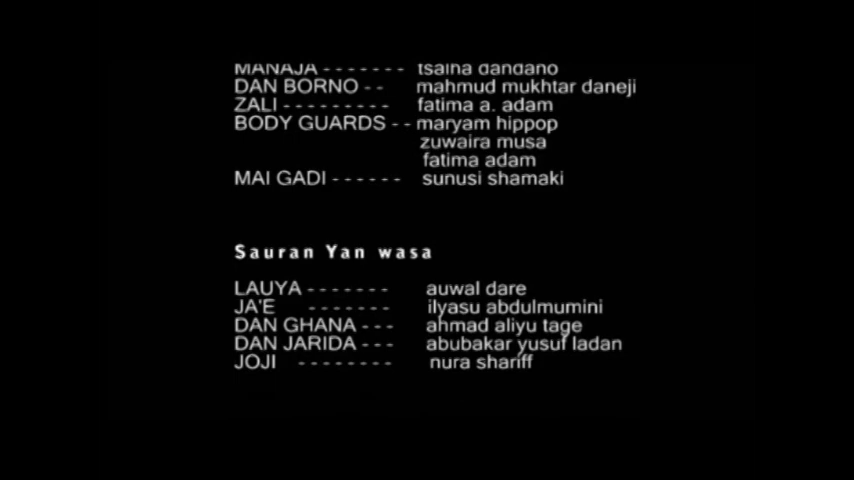 MANAJA - - - - - - - tsalha dandano
DAN BORNO - - mahmud mukhtar daneji
ZALI - - - - - - - - - fatima a. adam
BODY GUARDS - - maryam hippop
zuwaira musa
fatima adam
MAI GADI - - - - - - sunusi shamaki
Sauran Yan wasa
LAUYA - - - - - - - auwal dare
JA'E - - - - - - - ilyasu abdulmumini
DAN GHANA - - - ahmad aliyu tage
DAN JARIDA - - - abubakar yusuf ladan
JOJI - - - - - - - - nura shariff